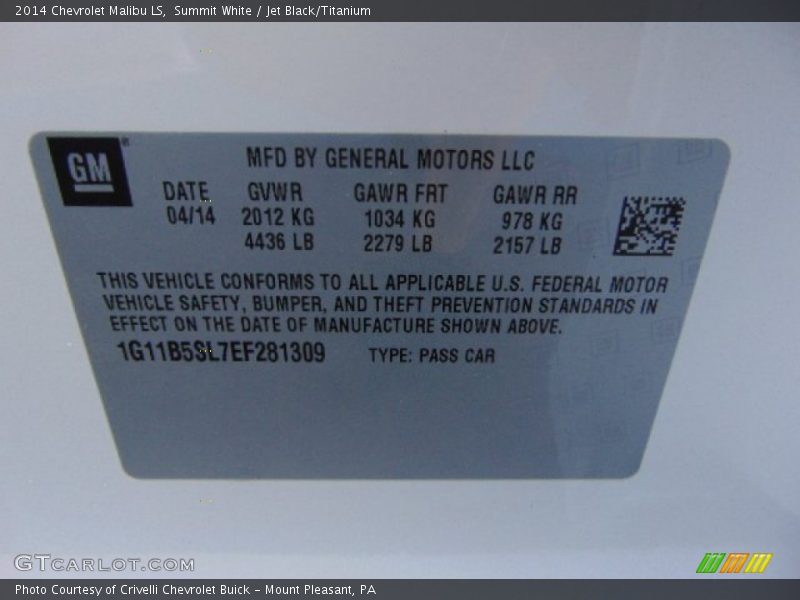 2014 Chevrolet Malibu LS, Summit White / Jet Black/Titanium
GM
MFD BY GENERAL MOTORS LLC
DATE GVWR GAWR FRT GAWR RR
04/14 2012 KG 1034 KG 978 KG
4436 LB 2279 LB 2157 LB
THIS VEHICLE CONFORMS TO ALL APPLICABLE U.S. FEDERAL MOTOR
VEHICLE SAFETY, BUMPER, AND THEFT PREVENTION STANDARDS IN
EFFECT ON THE DATE OF MANUFACTURE SHOWN ABOVE.
1G11B5SL7EF281309 TYPE: PASS CAR
GTCARLOT.COM
Photo Courtesy of Crivelli Chevrolet Buick – Mount Pleasant, PA